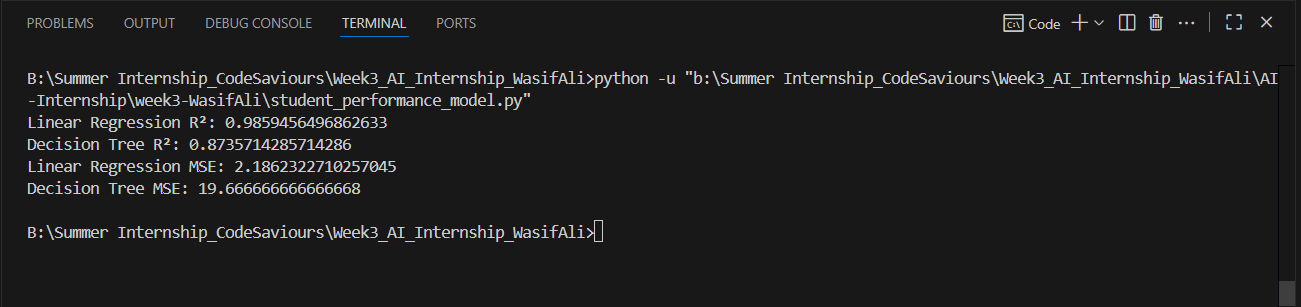 PROBLEMS OUTPUT DEBUG CONSOLE TERMINAL PORTS Code
B:\Summer Internship_CodeSaviours\Week3_AI_Internship_WasifAli>python -u "b:\Summer Internship_CodeSaviours\Week3_AI_Internship_WasifAli\AI
-Internship\week3-WasifAli\student_performance_model.py"
Linear Regression R²: 0.9859456496862633
Decision Tree R²: 0.8735714285714286
Linear Regression MSE: 2.1862322710257045
Decision Tree MSE: 19.666666666666668
B:\Summer Internship_CodeSaviours\Week3_AI_Internship_WasifAli>